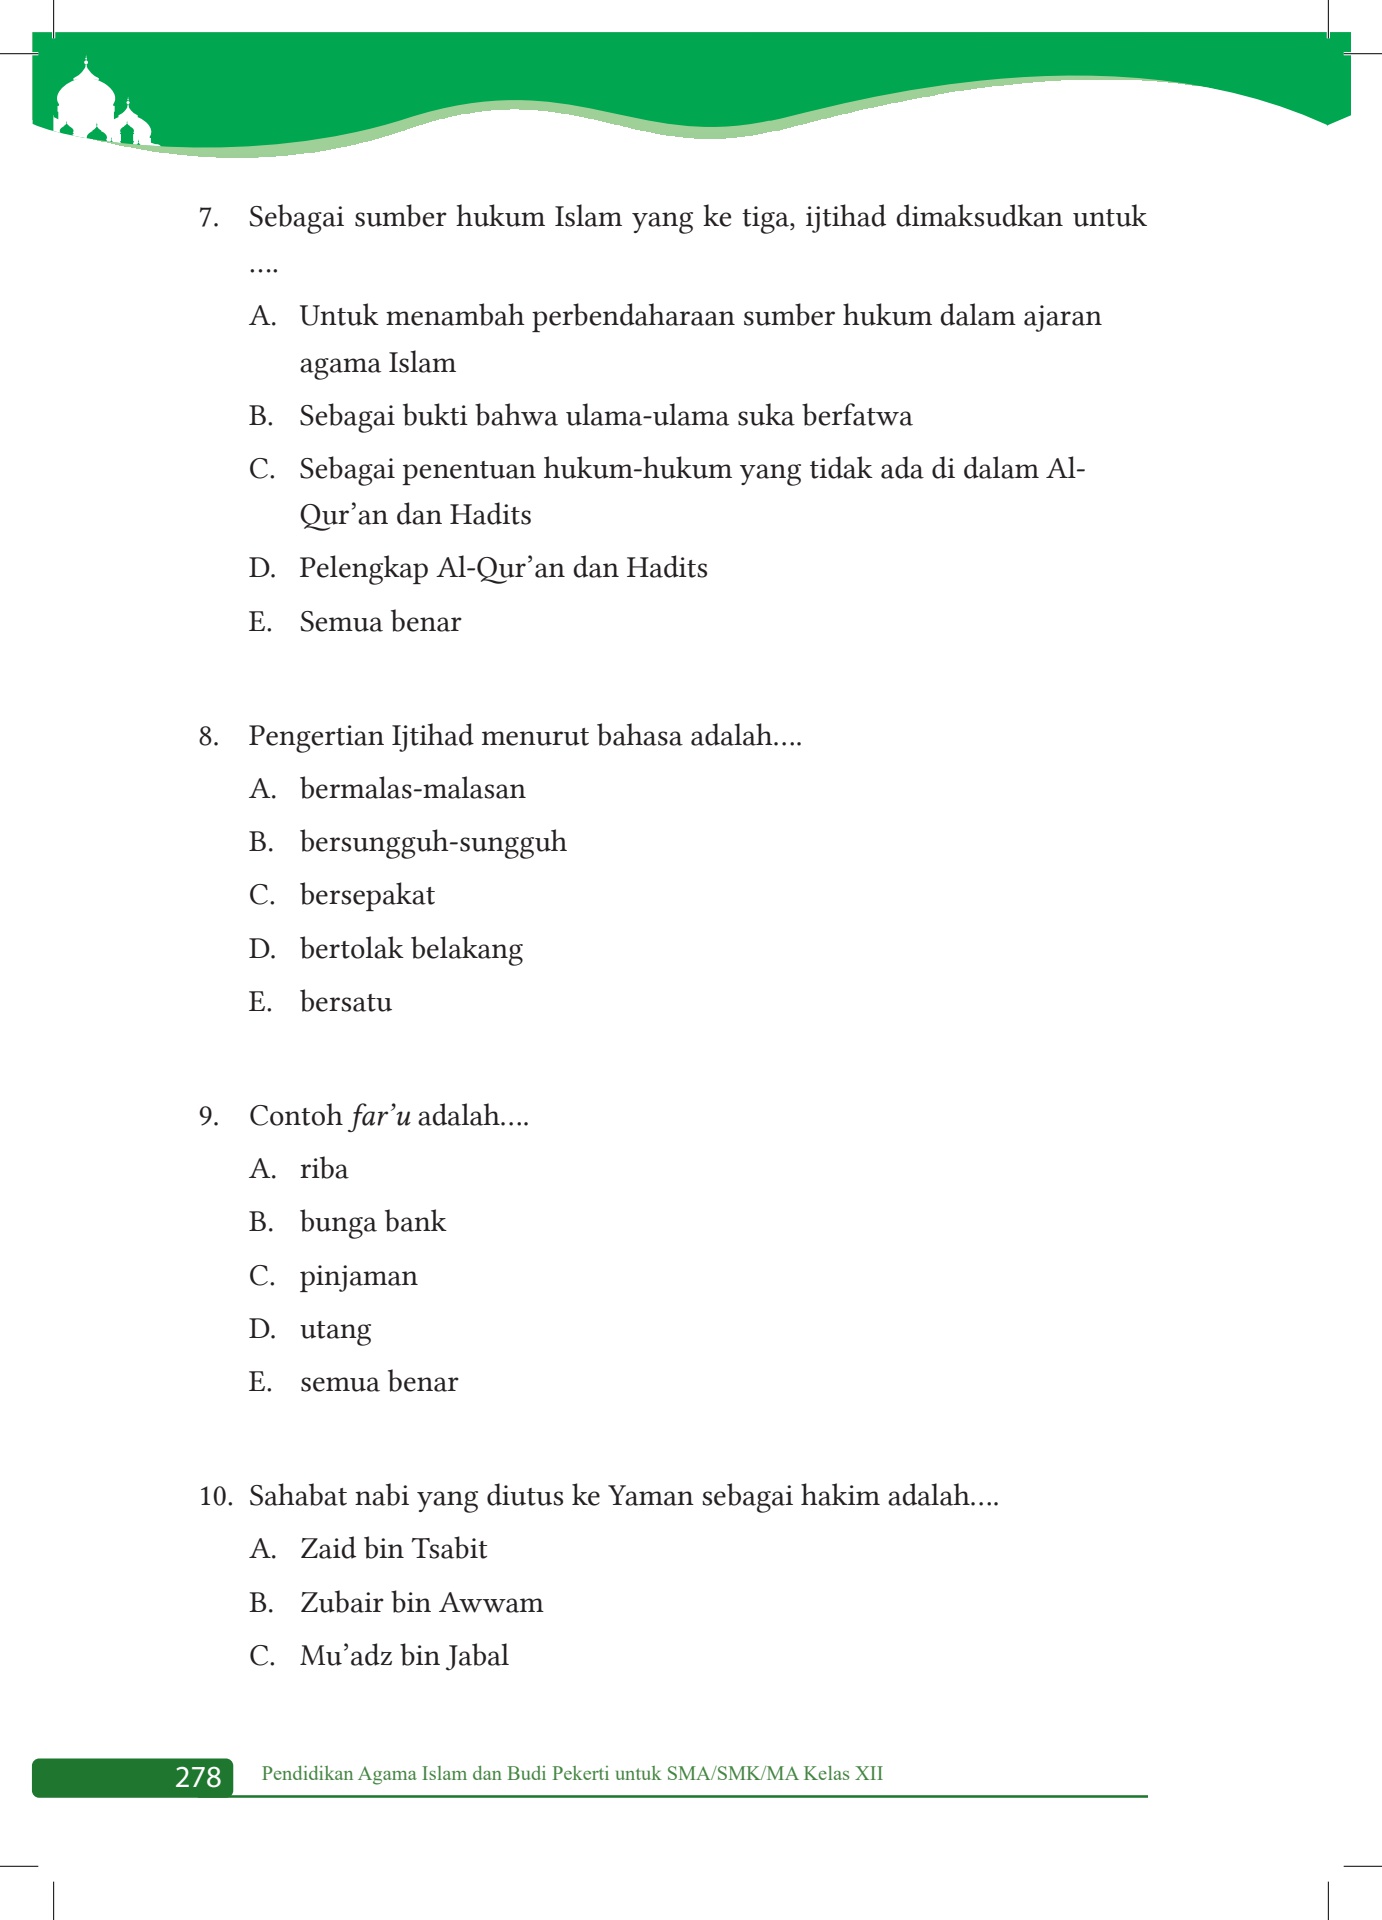 7. Sebagai sumber hukum Islam yang ke tiga, ijtihad dimaksudkan untuk
....
A. Untuk menambah perbendaharaan sumber hukum dalam ajaran
agama Islam
B. Sebagai bukti bahwa ulama-ulama suka berfatwa
C. Sebagai penentuan hukum-hukum yang tidak ada di dalam Al-
Qur’an dan Hadits
D. Pelengkap Al-Qur’an dan Hadits
E. Semua benar
8. Pengertian Ijtihad menurut bahasa adalah....
A. bermalas-malasan
B. bersungguh-sungguh
C. bersepakat
D. bertolak belakang
E. bersatu
9. Contoh far’u adalah....
A. riba
B. bunga bank
C. pinjaman
D. utang
E. semua benar
10. Sahabat nabi yang diutus ke Yaman sebagai hakim adalah....
A. Zaid bin Tsabit
B. Zubair bin Awwam
C. Mu’adz bin Jabal
278 Pendidikan Agama Islam dan Budi Pekerti untuk SMA/SMK/MA Kelas XII